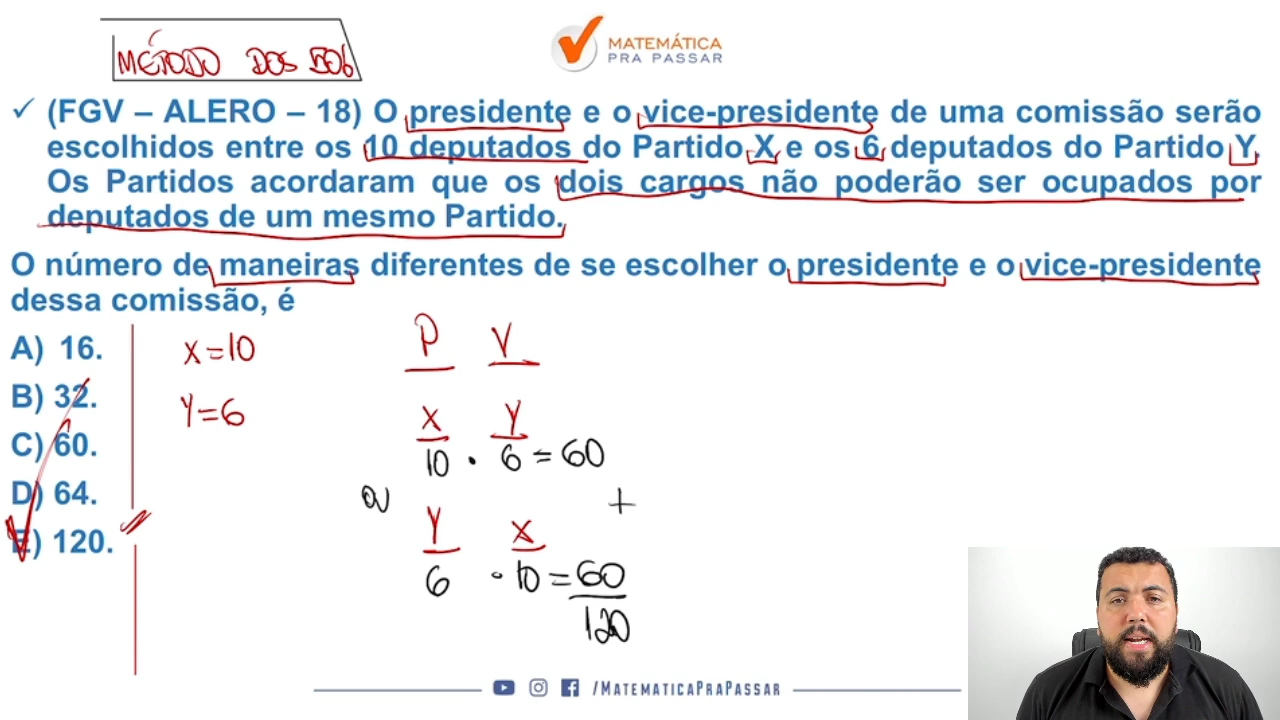 MÉTODO DOS 50%
MATEMÁTICA
PRA PASSAR
✓ (FGV – ALERO – 18) O presidente e o vice-presidente de uma comissão serão
escolhidos entre os 10 deputados do Partido X e os 6 deputados do Partido Y.
Os Partidos acordaram que os dois cargos não poderão ser ocupados por
deputados de um mesmo Partido.
O número de maneiras diferentes de se escolher o presidente e o vice-presidente
dessa comissão, é
A) 16.
B) 32.
C) 60.
D) 64.
E) 120.
X=10
Y=6
P V
X Y
10 · 6 = 60
ou +
Y X
6 · 10 = 60
120
/MatematicaPraPassar